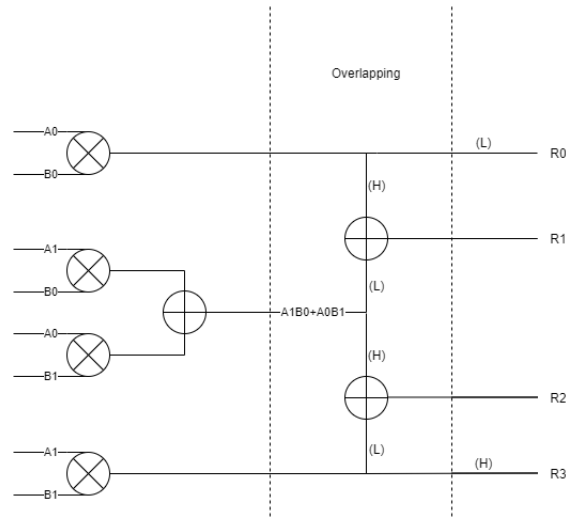 Overlapping
A0
B0
(L)
R0
(H)
R1
A1
B0
(L)
A1B0+A0B1
A0
B1
(H)
R2
A1
B1
(L)
(H)
R3